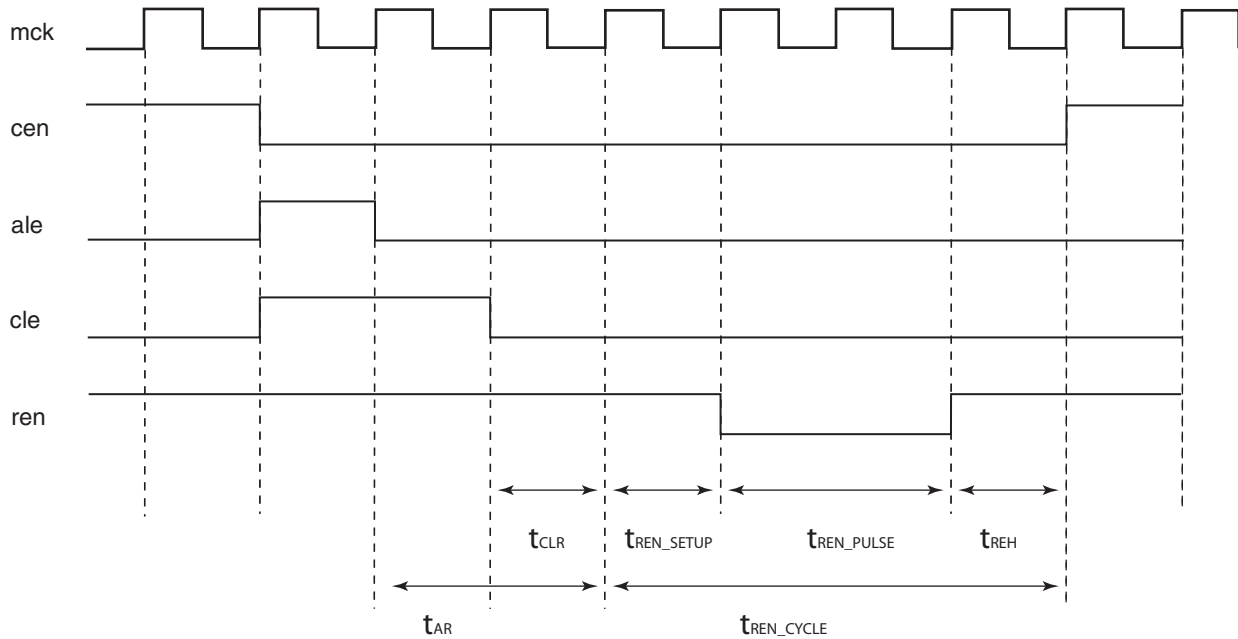 mck
cen
ale
cle
ren
tCLR tREN_SETUP tREN_PULSE tREH
tAR tREN_CYCLE